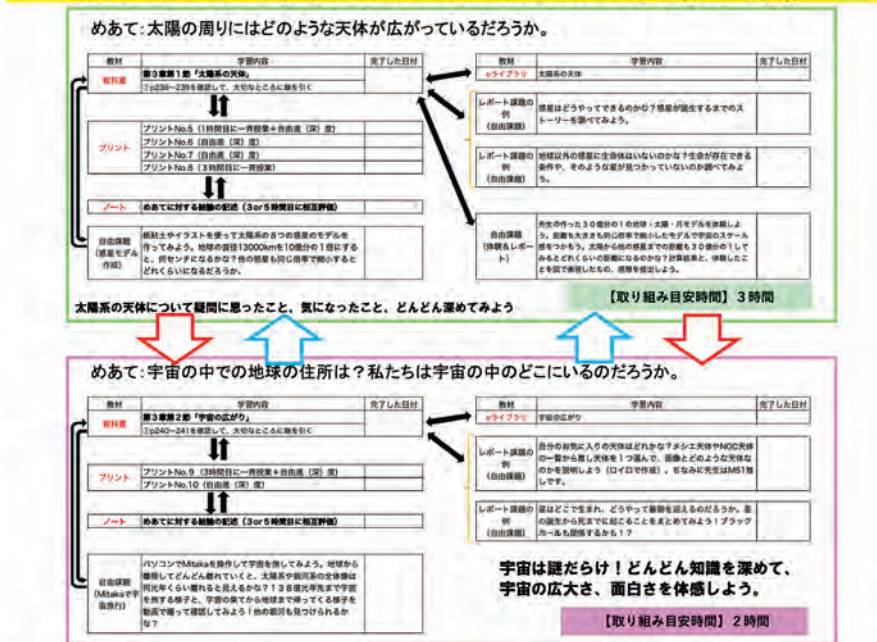 めあて:太陽の周りにはどのような天体が広がっているだろうか。
教材 学習内容 完了した日付
教科書
第3章第1節「太陽系の天体」
①p236~239を確認して、大切なところに線を引く
プリント
プリントNo.5(1時間目に一斉授業+自由進(深)度)
プリントNo.6(自由進(深)度)
プリントNo.7(自由進(深)度)
プリントNo.8(3時間目に一斉授業)
ノート めあてに対する結論の記述(3or5時間目に相互評価)
自由課題
(惑星モデル
作成)
紙粘土やイラストを使って太陽系の8つの惑星のモデルを
作ってみよう。地球の直径13000kmを10億分の1倍にする
と、何センチになるかな?他の惑星も同じ倍率で縮小すると
どれくらいになるだろうか。
教材 学習内容 完了した日付
eライブラリ 太陽系の天体
レポート課題の
例
(自由課題)
惑星はどうやってできるのかな?惑星が誕生するまでのス
トーリーを調べてみよう。
レポート課題の
例
(自由課題)
地球以外の惑星に生命体はいないのかな?生命が存在できる
条件や、そのような星が見つかっていないのか調べてみよ
う。
自由課題
(体験&レポー
ト)
先生の作った30億分の1の地球・太陽・月モデルを体験しよ
う。距離も大きさも同じ倍率で縮小したモデルで宇宙のスケール
感をつかもう。太陽から他の惑星までの距離も30億分の1して
みるとどれくらいの距離になるのかな?計算結果と、体験したこ
とを図で表現したもの、感想を提出しよう。
太陽系の天体について疑問に思ったこと、気になったこと、どんどん深めてみよう
【取り組み目安時間】3時間
めあて:宇宙の中での地球の住所は?私たちは宇宙の中のどこにいるのだろうか。
教材 学習内容 完了した日付
教科書
第3章第2節「宇宙の広がり」
①p240~241を確認して、大切なところに線を引く
プリント
プリントNo.9(3時間目に一斉授業+自由進(深)度)
プリントNo.10(自由進(深)度)
ノート めあてに対する結論の記述(3or5時間目に相互評価)
自由課題
(Mitakaで宇
宙旅行)
パソコンでMitakaを操作して宇宙を旅してみよう。地球から
離陸してどんどん離れていくと、太陽系や銀河系の全体像は
何光年くらい離れると見えるかな?138億光年先まで宇宙
を旅する様子と、宇宙の果てから地球まで帰ってくる様子を
動画で撮って確認してみよう!他の銀河も見つけられるか
な?
教材 学習内容 完了した日付
eライブラリ 宇宙の広がり
レポート課題の
例
(自由課題)
自分のお気に入りの天体はどれかな?メシエ天体やNGC天体
の一覧から推し天体を1つ選んで、画像とどのような天体な
のかを説明しよう(ロイロで作成)。ちなみに先生はM51推
しです。
レポート課題の
例
(自由課題)
星はどこで生まれ、どうやって最期を迎えるのだろうか。星
の誕生から死までに起こることをまとめてみよう!ブラック
ホールも関係するかも!?
宇宙は謎だらけ!どんどん知識を深めて、
宇宙の広大さ、面白さを体感しよう。
【取り組み目安時間】2時間